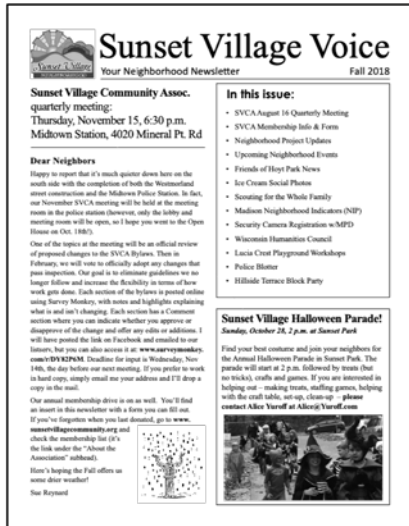 Sunset Village
Sunset Village Voice
Your Neighborhood Newsletter
Fall 2018
Sunset Village Community Assoc.
quarterly meeting:
Thursday, November 15, 6:30 p.m.
Midtown Station, 4020 Mineral Pt. Rd
Dear Neighbors
Happy to report that it's much quieter down here on the
south side with the completion of both the Westmorland
street construction and the Midtown Police Station. In fact,
our November SVCA meeting will be held at the meeting
room in the police station (however, only the lobby and
meeting room will be open, so I hope you went to the Open
House on Oct. 18th!).
One of the topics at the meeting will be an official review
of proposed changes to the SVCA Bylaws. Then in
February, we will vote to officially adopt any changes that
pass inspection. Our goal is to eliminate guidelines we no
longer follow and increase the flexibility in terms of how
work gets done. Each section of the bylaws is posted online
using Survey Monkey, with notes and highlights explaining
what is and isn't changing. Each section has a Comment
section where you can indicate whether you approve or
disapprove of the change and offer any edits or additions. I
will have posted the link on Facebook and emailed to our
listserv, but you can also access it at: www.surveymonkey.
com/r/DY82P6M. Deadline for input is Wednesday, Nov
14th, the day before our next meeting. If you prefer to work
in hard copy, simply email me your address and I'll drop a
copy in the mail.
Our annual membership drive is on as well. You'll find
an insert in this newsletter with a form you can fill out.
If you've forgotten when you last donated, go to www.
sunsetvillagecommunity.org and
check the membership list (it's
the link under the "About the
Association" subhead).
Here's hoping the Fall offers us
some drier weather!
Sue Reynard
In this issue:
• SVCA August 16 Quarterly Meeting
• SVCA Membership Info & Form
• Neighborhood Project Updates
• Upcoming Neighborhood Events
• Friends of Hoyt Park News
• Ice Cream Social Photos
• Scouting for the Whole Family
• Madison Neighborhood Indicators (NIP)
• Security Camera Registration w/MPD
• Wisconsin Humanities Council
• Lucia Crest Playground Workshops
• Police Blotter
• Hillside Terrace Block Party
Sunset Village Halloween Parade!
Sunday, October 28, 2 p.m. at Sunset Park
Find your best costume and join your neighbors for
the Annual Halloween Parade in Sunset Park. The
parade will start at 2 p.m. followed by treats (but
no tricks), crafts and games. If you are interested in
helping out – making treats, staffing games, helping
with the craft table, set-up, clean-up – please
contact Alice Yuroff at Alice@Yuroff.com